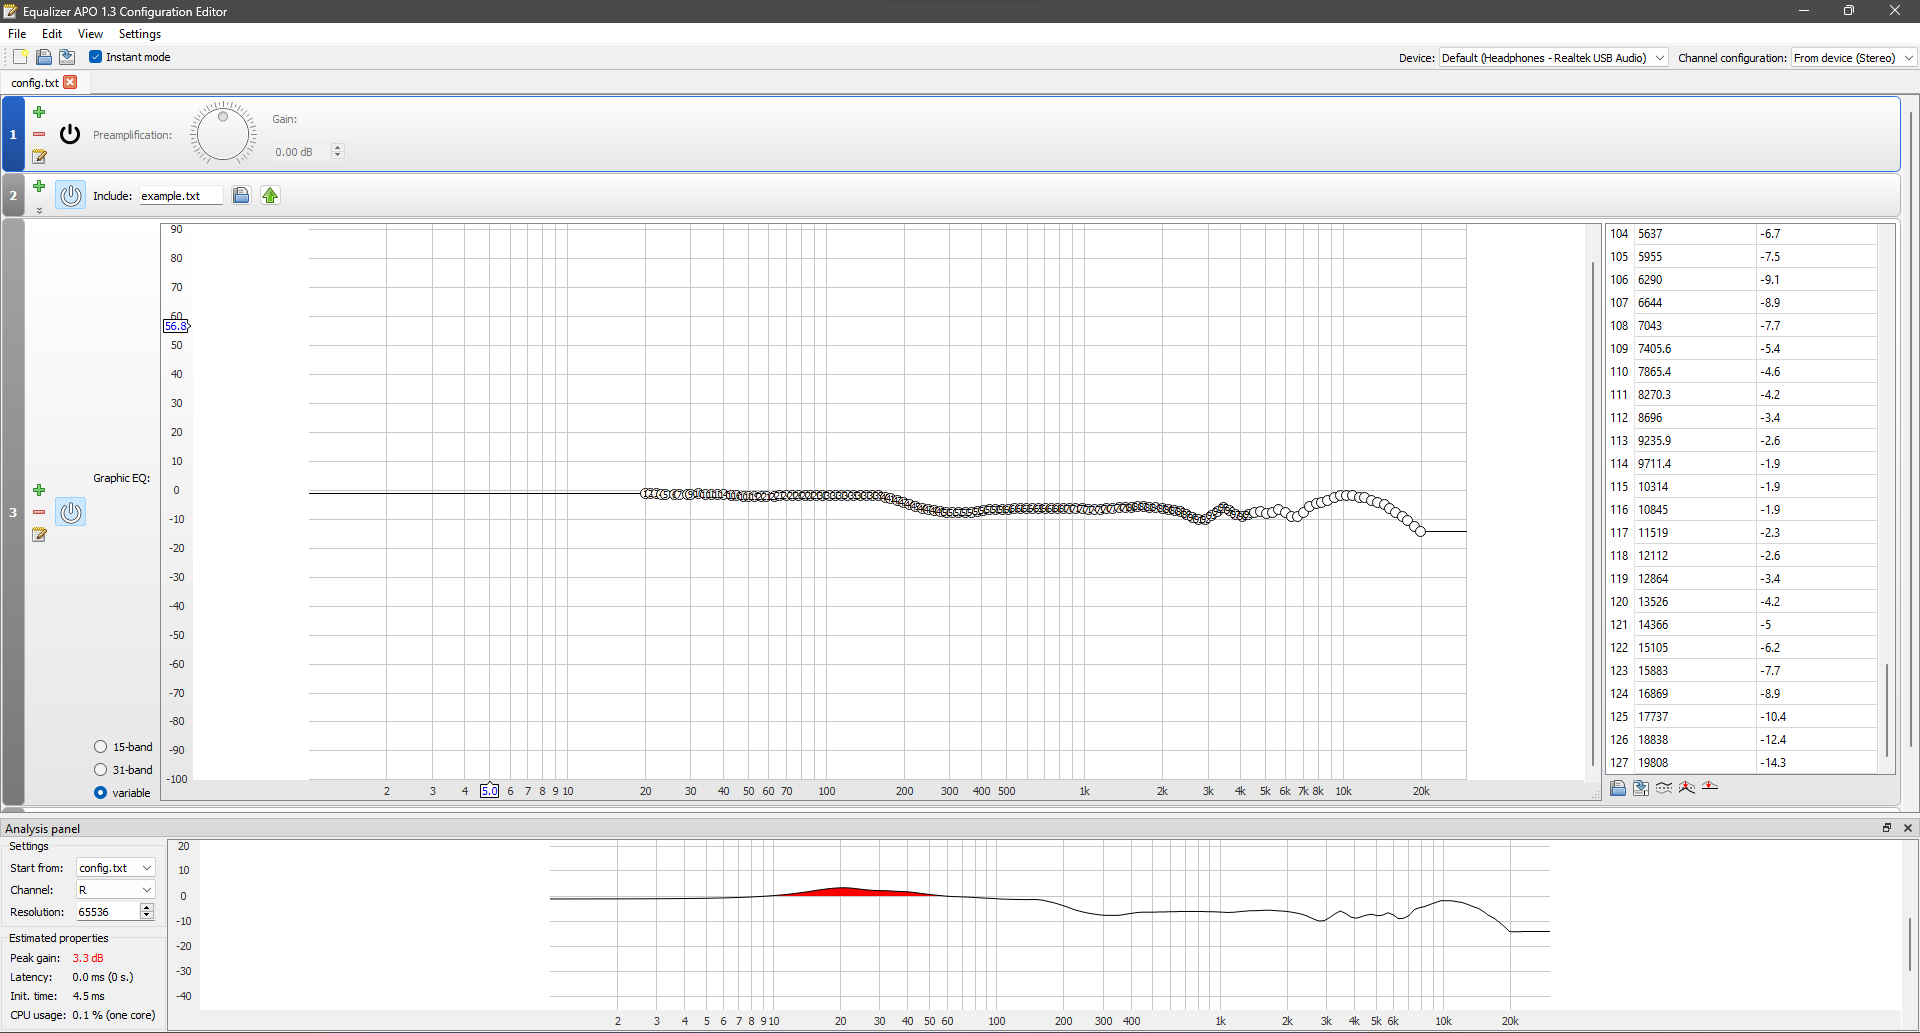 Equalizer APO 1.3 Configuration Editor
File Edit View Settings
Instant mode
Device: Default (Headphones - Realtek USB Audio) Channel configuration: From device (Stereo)
config.txt
1
Preamplification:
Gain:
0.00 dB
2
Include: example.txt
3
Graphic EQ:
15-band
31-band
variable
90
80
70
60
56.8
50
40
30
20
10
0
-10
-20
-30
-40
-50
-60
-70
-80
-90
-100
2 3 4 5.0 6 7 8 9 10 20 30 40 50 60 70 100 200 300 400 500 1k 2k 3k 4k 5k 6k 7k 8k 10k 20k
104 5637 -6.7
105 5955 -7.5
106 6290 -9.1
107 6644 -8.9
108 7043 -7.7
109 7405.6 -5.4
110 7865.4 -4.6
111 8270.3 -4.2
112 8696 -3.4
113 9235.9 -2.6
114 9711.4 -1.9
115 10314 -1.9
116 10845 -1.9
117 11519 -2.3
118 12112 -2.6
119 12864 -3.4
120 13526 -4.2
121 14366 -5
122 15105 -6.2
123 15883 -7.7
124 16869 -8.9
125 17737 -10.4
126 18838 -12.4
127 19808 -14.3
Analysis panel
Settings
Start from: config.txt
Channel: R
Resolution: 65536
Estimated properties
Peak gain: 3.3 dB
Latency: 0.0 ms (0 s.)
Init. time: 4.5 ms
CPU usage: 0.1 % (one core)
20
10
0
-10
-20
-30
-40
2 3 4 5 6 7 8 9 10 20 30 40 50 60 100 200 300 400 1k 2k 3k 4k 5k 6k 10k 20k